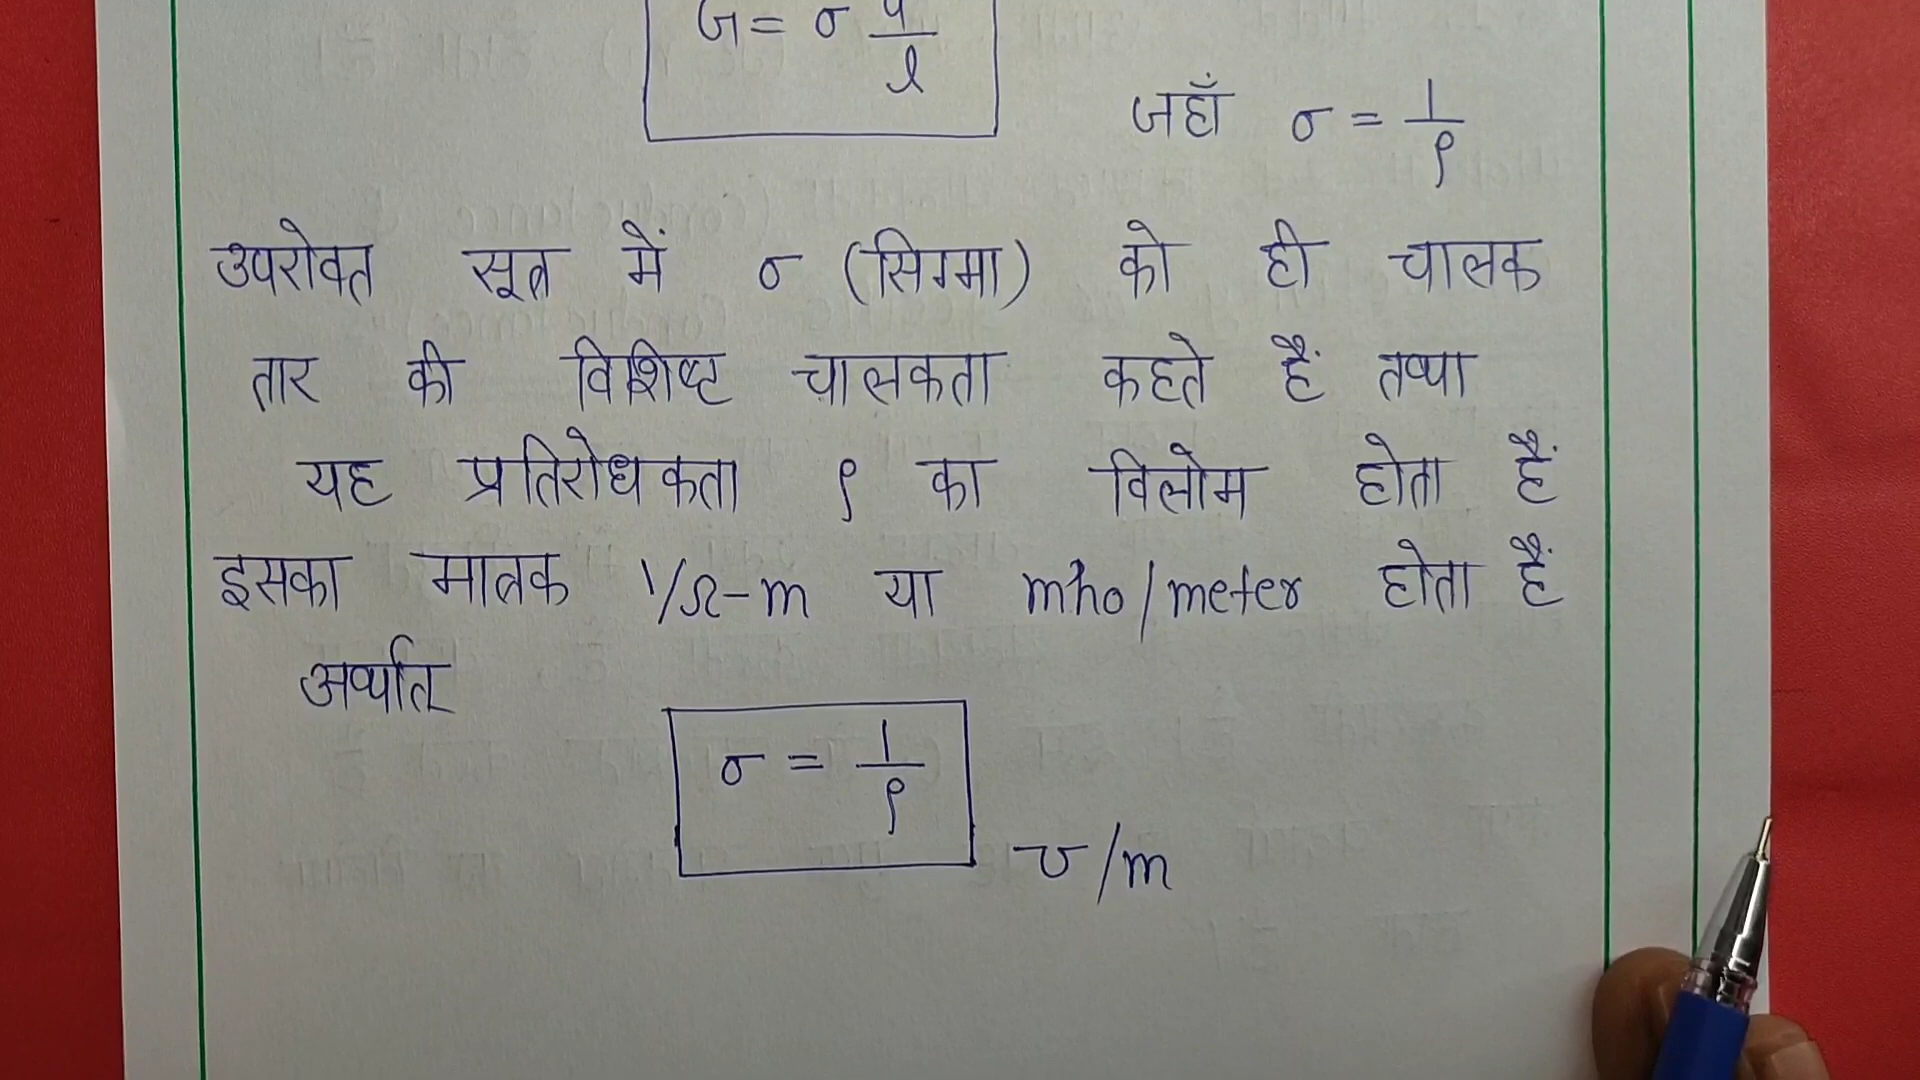 G = σ a/l
जहाँ σ = 1/ρ
उपरोक्त सूत्र में σ (सिग्मा) को ही चालक
तार की विशिष्ट चालकता कहते हैं तथा
यह प्रतिरोधकता ρ का विलोम होता हैं
इसका मात्रक 1/Ω-m या mho/meter होता हैं
अर्थात
σ = 1/ρ
℧/m